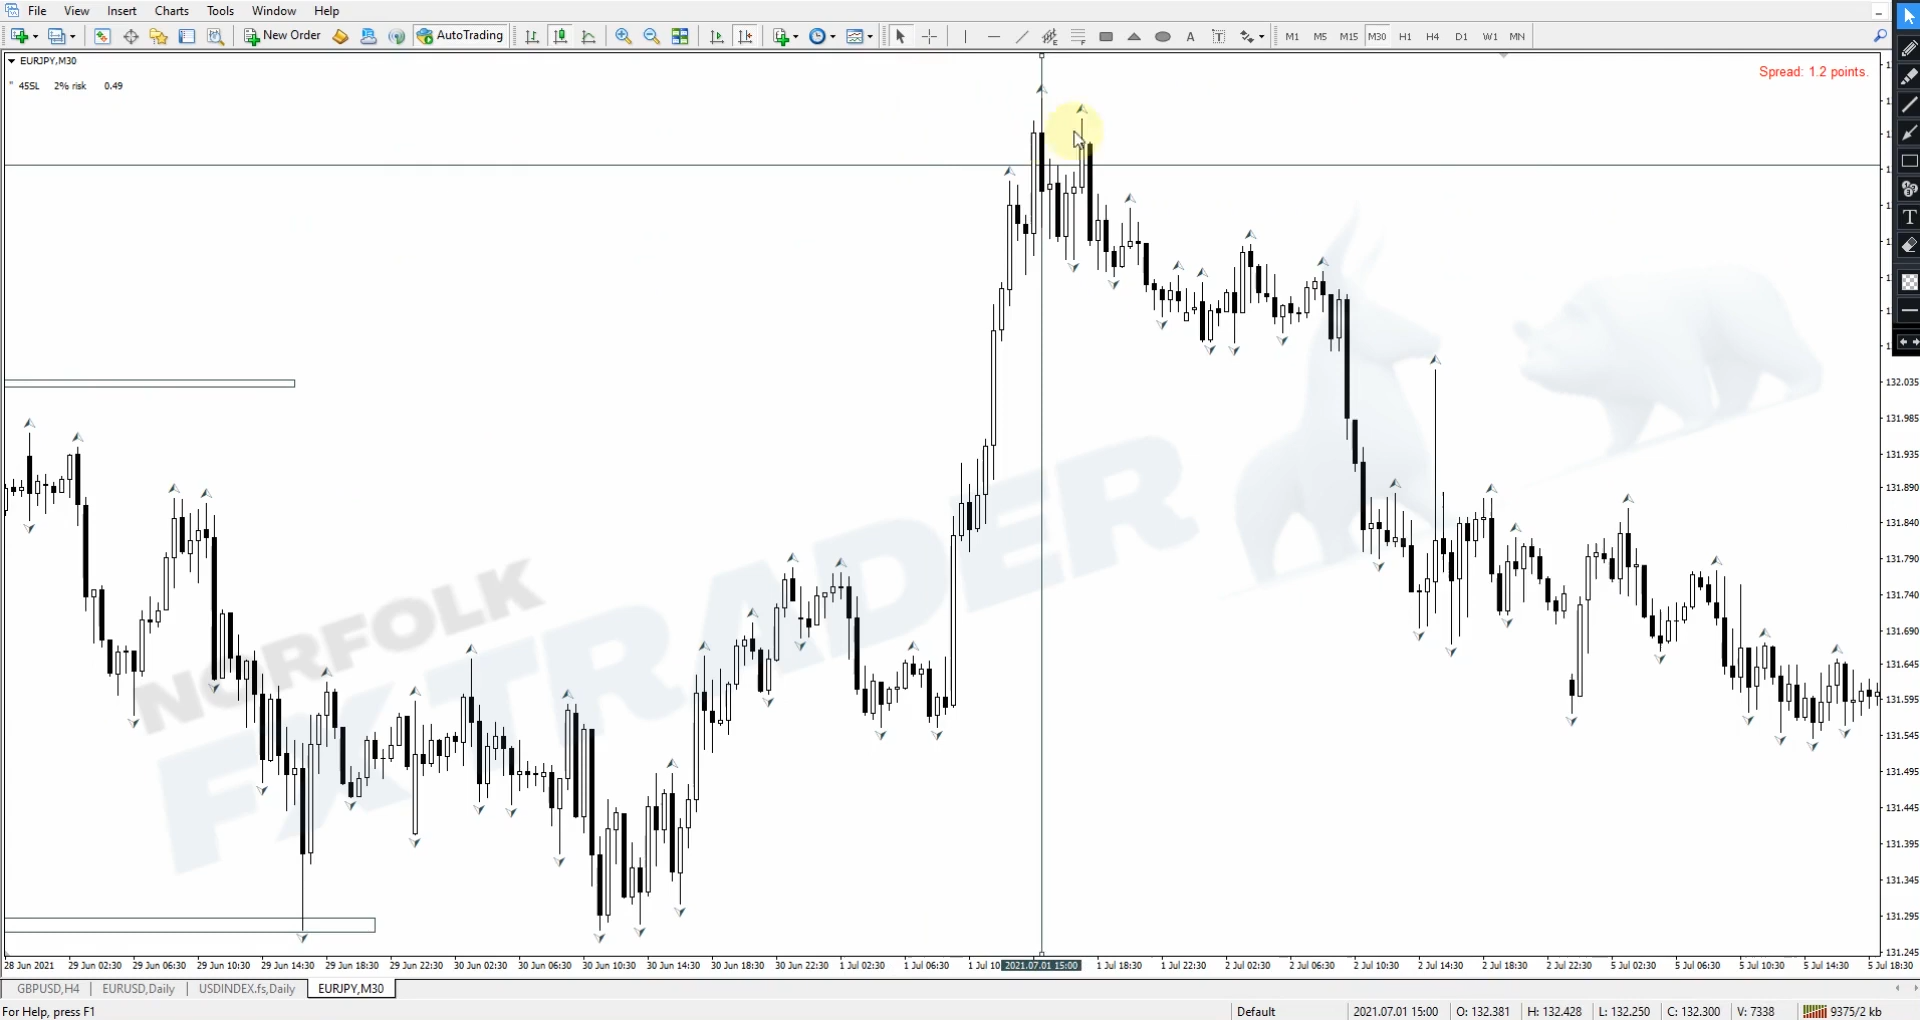 File View Insert Charts Tools Window Help
New Order AutoTrading A T M1 M5 M15 M30 H1 H4 D1 W1 MN
EURJPY,M30
45SL 2% risk 0.49
Spread: 1.2 points.
T
132.035
131.985
131.935
131.890
131.840
131.790
131.740
131.690
131.645
131.595
131.545
131.495
131.445
131.395
131.345
131.295
131.245
NORFOLK
FXTRADER
28 Jun 2021 29 Jun 02:30 29 Jun 06:30 29 Jun 10:30 29 Jun 14:30 29 Jun 18:30 29 Jun 22:30 30 Jun 02:30 30 Jun 06:30 30 Jun 10:30 30 Jun 14:30 30 Jun 18:30 30 Jun 22:30 1 Jul 02:30 1 Jul 06:30 1 Jul 10 2021.07.01 15:00 1 Jul 18:30 1 Jul 22:30 2 Jul 02:30 2 Jul 06:30 2 Jul 10:30 2 Jul 14:30 2 Jul 18:30 2 Jul 22:30 5 Jul 02:30 5 Jul 06:30 5 Jul 10:30 5 Jul 14:30 5 Jul 18:30
GBPUSD,H4 EURUSD,Daily USDINDEX.fs,Daily EURJPY,M30
For Help, press F1 Default 2021.07.01 15:00 O: 132.381 H: 132.428 L: 132.250 C: 132.300 V: 7338 9375/2 kb